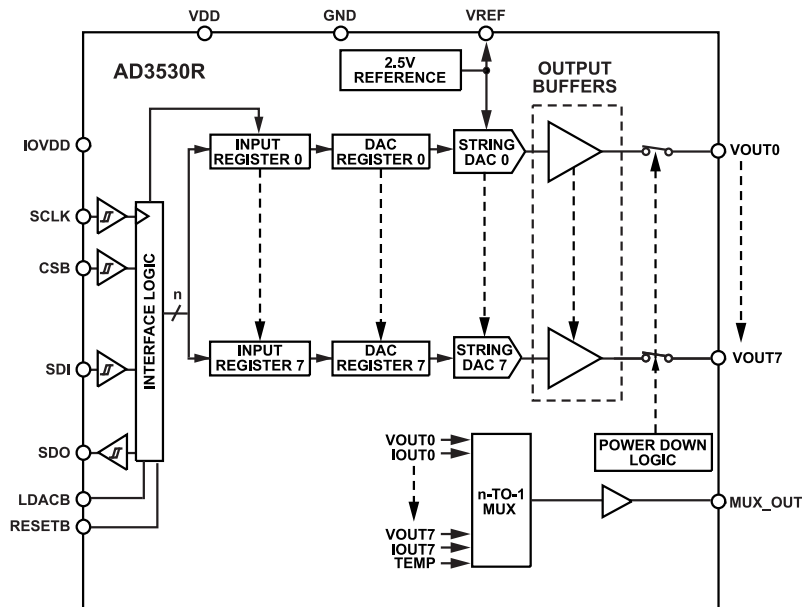 VDD
GND
VREF
AD3530R
2.5V
REFERENCE
OUTPUT
BUFFERS
IOVDD
INPUT
REGISTER 0
DAC
REGISTER 0
STRING
DAC 0
VOUT0
SCLK
CSB
INTERFACE LOGIC
n
SDI
INPUT
REGISTER 7
DAC
REGISTER 7
STRING
DAC 7
VOUT7
SDO
LDACB
RESETB
VOUT0
IOUT0
VOUT7
IOUT7
TEMP
n-TO-1
MUX
POWER DOWN
LOGIC
MUX_OUT